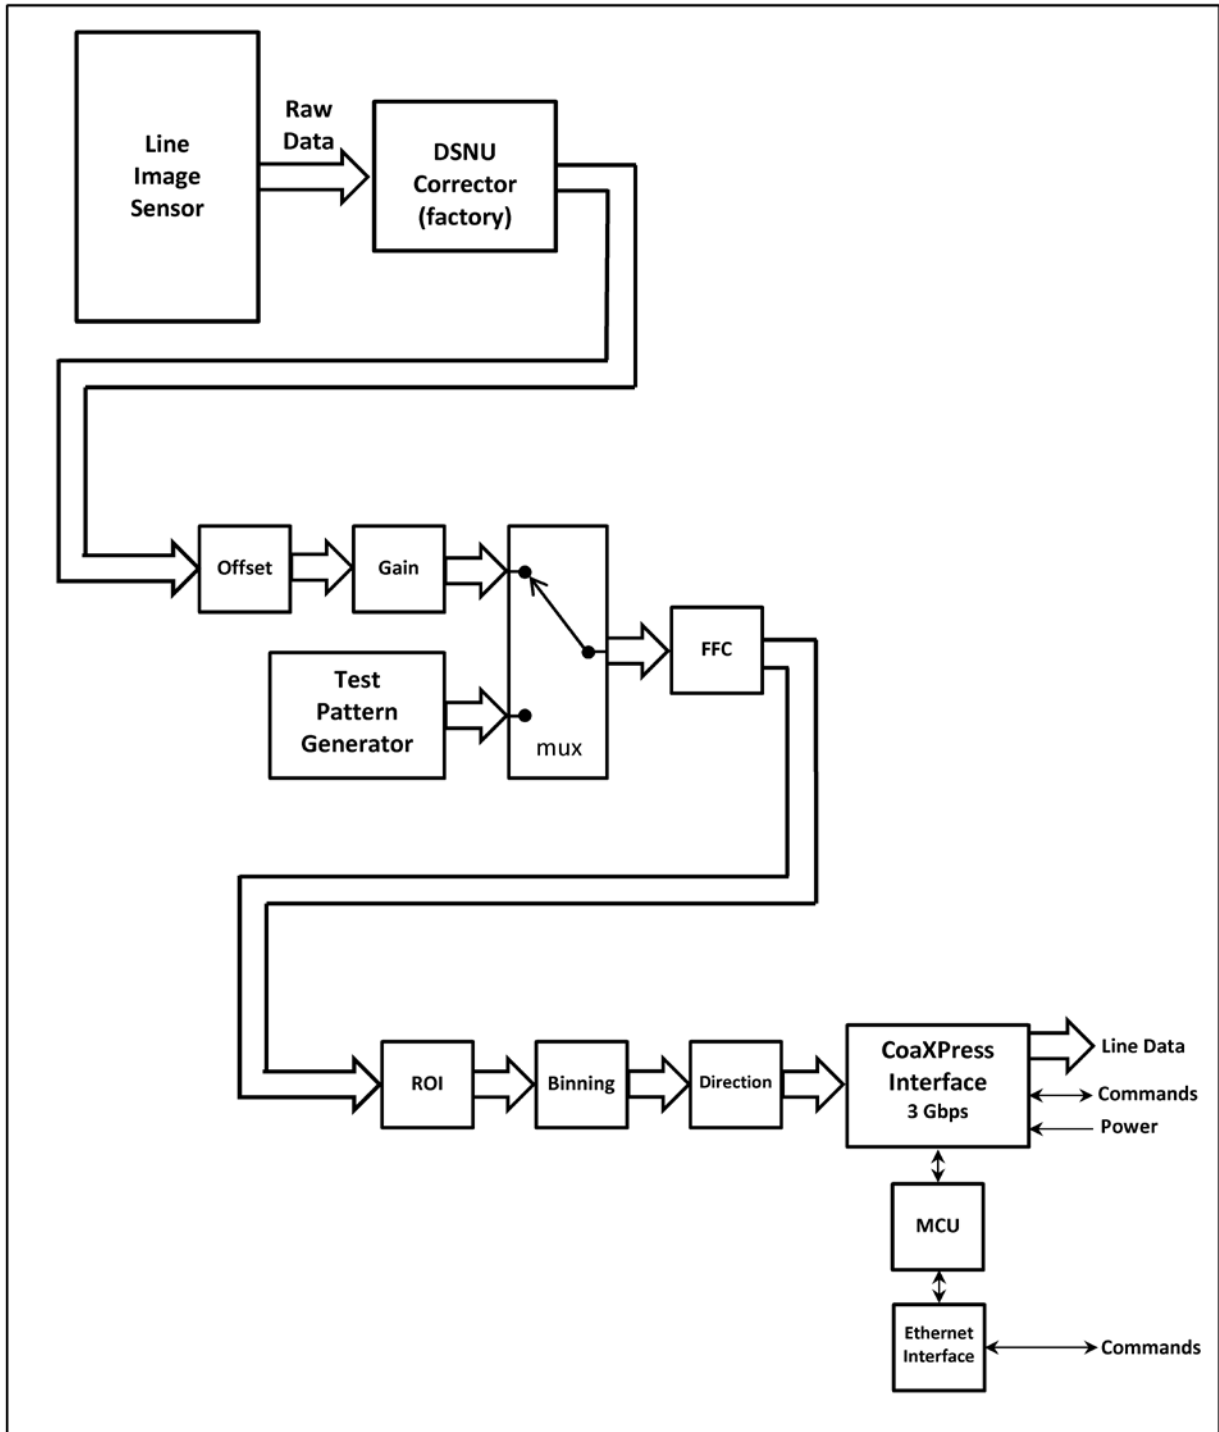 Line
Image
Sensor
Raw
Data
DSNU
Corrector
(factory)
Offset
Gain
Test
Pattern
Generator
mux
FFC
ROI
Binning
Direction
CoaXPress
Interface
3 Gbps
Line Data
Commands
Power
MCU
Ethernet
Interface
Commands